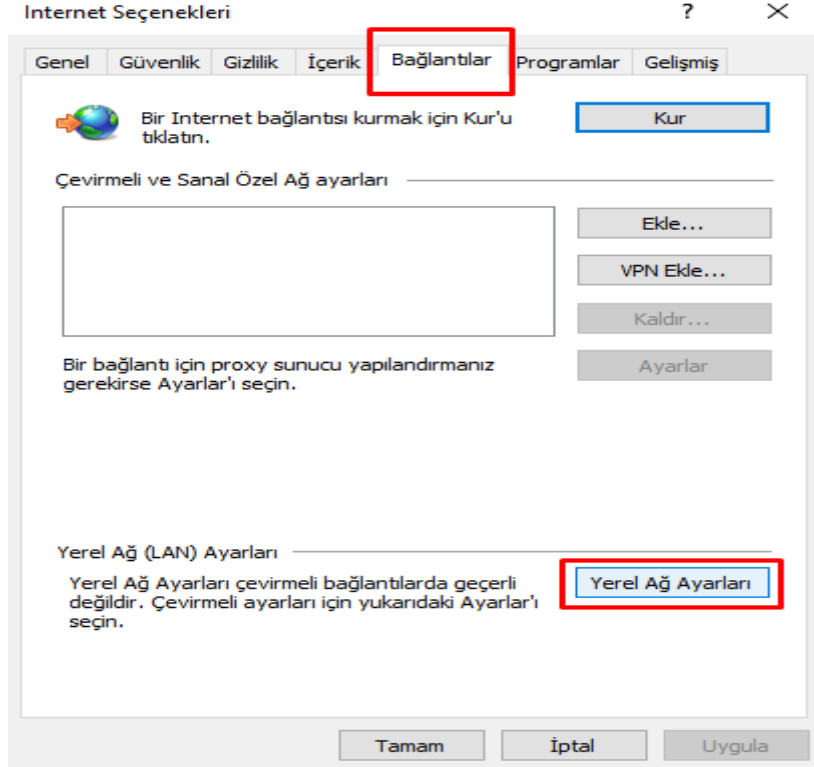 Internet Seçenekleri ? ×
Genel Güvenlik Gizlilik İçerik Bağlantılar Programlar Gelişmiş
Bir Internet bağlantısı kurmak için Kur'u
tıklatın.
Kur
Çevirmeli ve Sanal Özel Ağ ayarları
Ekle...
VPN Ekle...
Kaldır...
Bir bağlantı için proxy sunucu yapılandırmanız
gerekirse Ayarlar'ı seçin.
Ayarlar
Yerel Ağ (LAN) Ayarları
Yerel Ağ Ayarları çevirmeli bağlantılarda geçerli
değildir. Çevirmeli ayarları için yukarıdaki Ayarlar'ı
seçin.
Yerel Ağ Ayarları
Tamam İptal Uygula